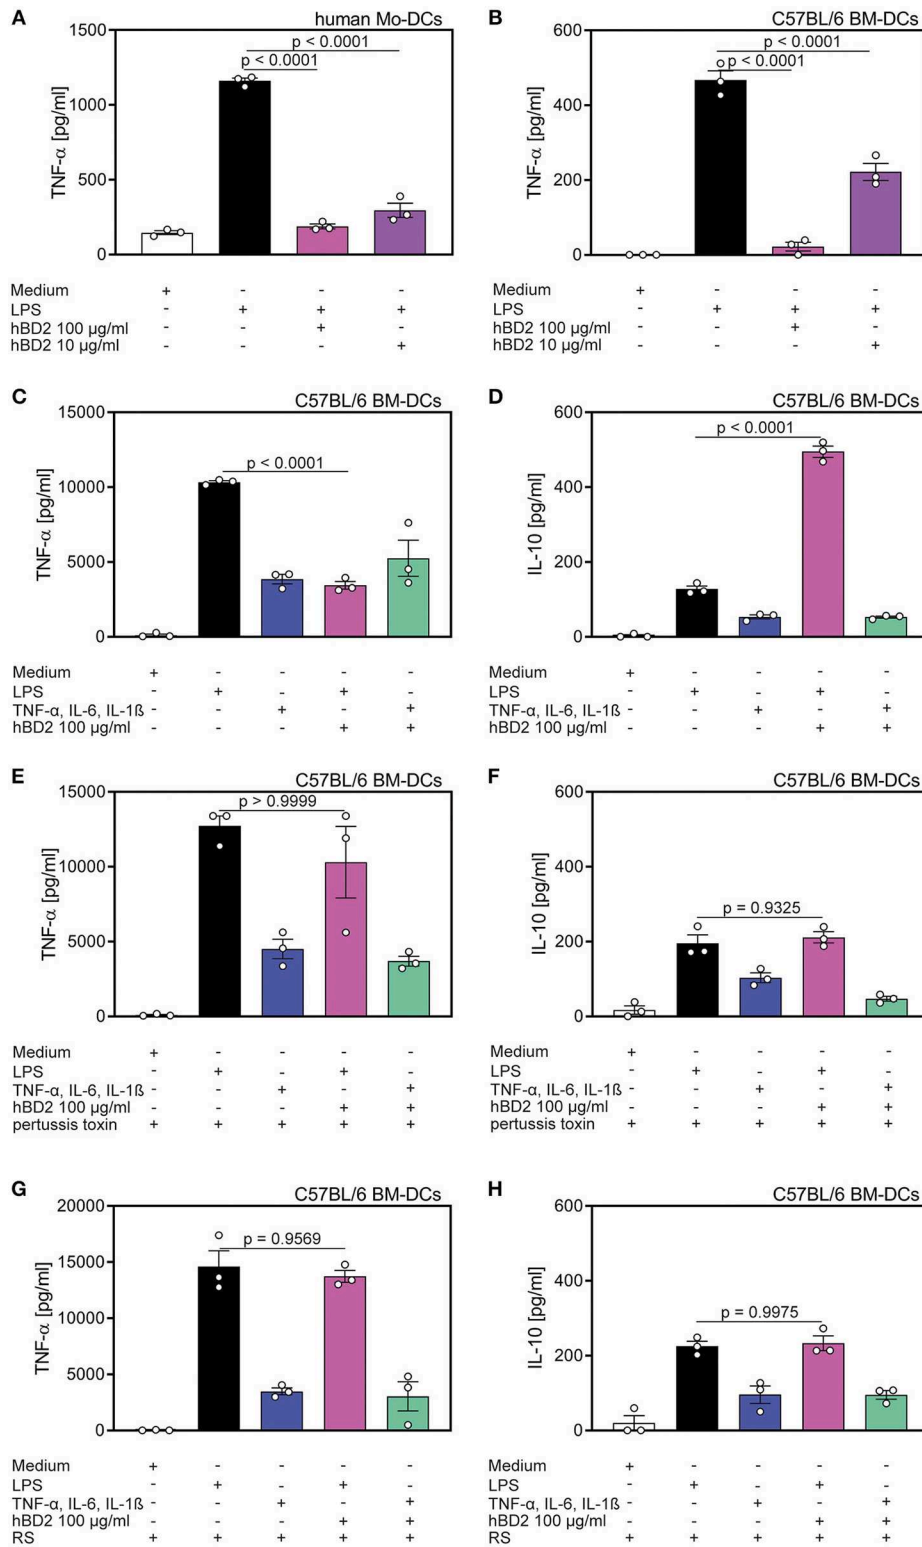 A
human Mo-DCs
1500
1000
500
0
TNF-α [pg/ml]
p < 0.0001
p < 0.0001
Medium + - - -
LPS - + + +
hBD2 100 µg/ml - - + -
hBD2 10 µg/ml - - - +
B
C57BL/6 BM-DCs
600
400
200
0
TNF-α [pg/ml]
p < 0.0001
p < 0.0001
Medium + - - -
LPS - + + +
hBD2 100 µg/ml - - + -
hBD2 10 µg/ml - - - +
C
C57BL/6 BM-DCs
15000
10000
5000
0
TNF-α [pg/ml]
p < 0.0001
Medium + - - - -
LPS - + - + -
TNF-α, IL-6, IL-1ß - - + - +
hBD2 100 µg/ml - - - + +
D
C57BL/6 BM-DCs
600
400
200
0
IL-10 [pg/ml]
p < 0.0001
Medium + - - - -
LPS - + - + -
TNF-α, IL-6, IL-1ß - - + - +
hBD2 100 µg/ml - - - + +
E
C57BL/6 BM-DCs
15000
10000
5000
0
TNF-α [pg/ml]
p > 0.9999
Medium + - - - -
LPS - + - + -
TNF-α, IL-6, IL-1ß - - + - +
hBD2 100 µg/ml - - - + +
pertussis toxin + + + + +
F
C57BL/6 BM-DCs
600
400
200
0
IL-10 [pg/ml]
p = 0.9325
Medium + - - - -
LPS - + - + -
TNF-α, IL-6, IL-1ß - - + - +
hBD2 100 µg/ml - - - + +
pertussis toxin + + + + +
G
C57BL/6 BM-DCs
20000
15000
10000
5000
0
TNF-α [pg/ml]
p = 0.9569
Medium + - - - -
LPS - + - + -
TNF-α, IL-6, IL-1ß - - + - +
hBD2 100 µg/ml - - - + +
RS + + + + +
H
C57BL/6 BM-DCs
600
400
200
0
IL-10 [pg/ml]
p = 0.9975
Medium + - - - -
LPS - + - + -
TNF-α, IL-6, IL-1ß - - + - +
hBD2 100 µg/ml - - - + +
RS + + + + +